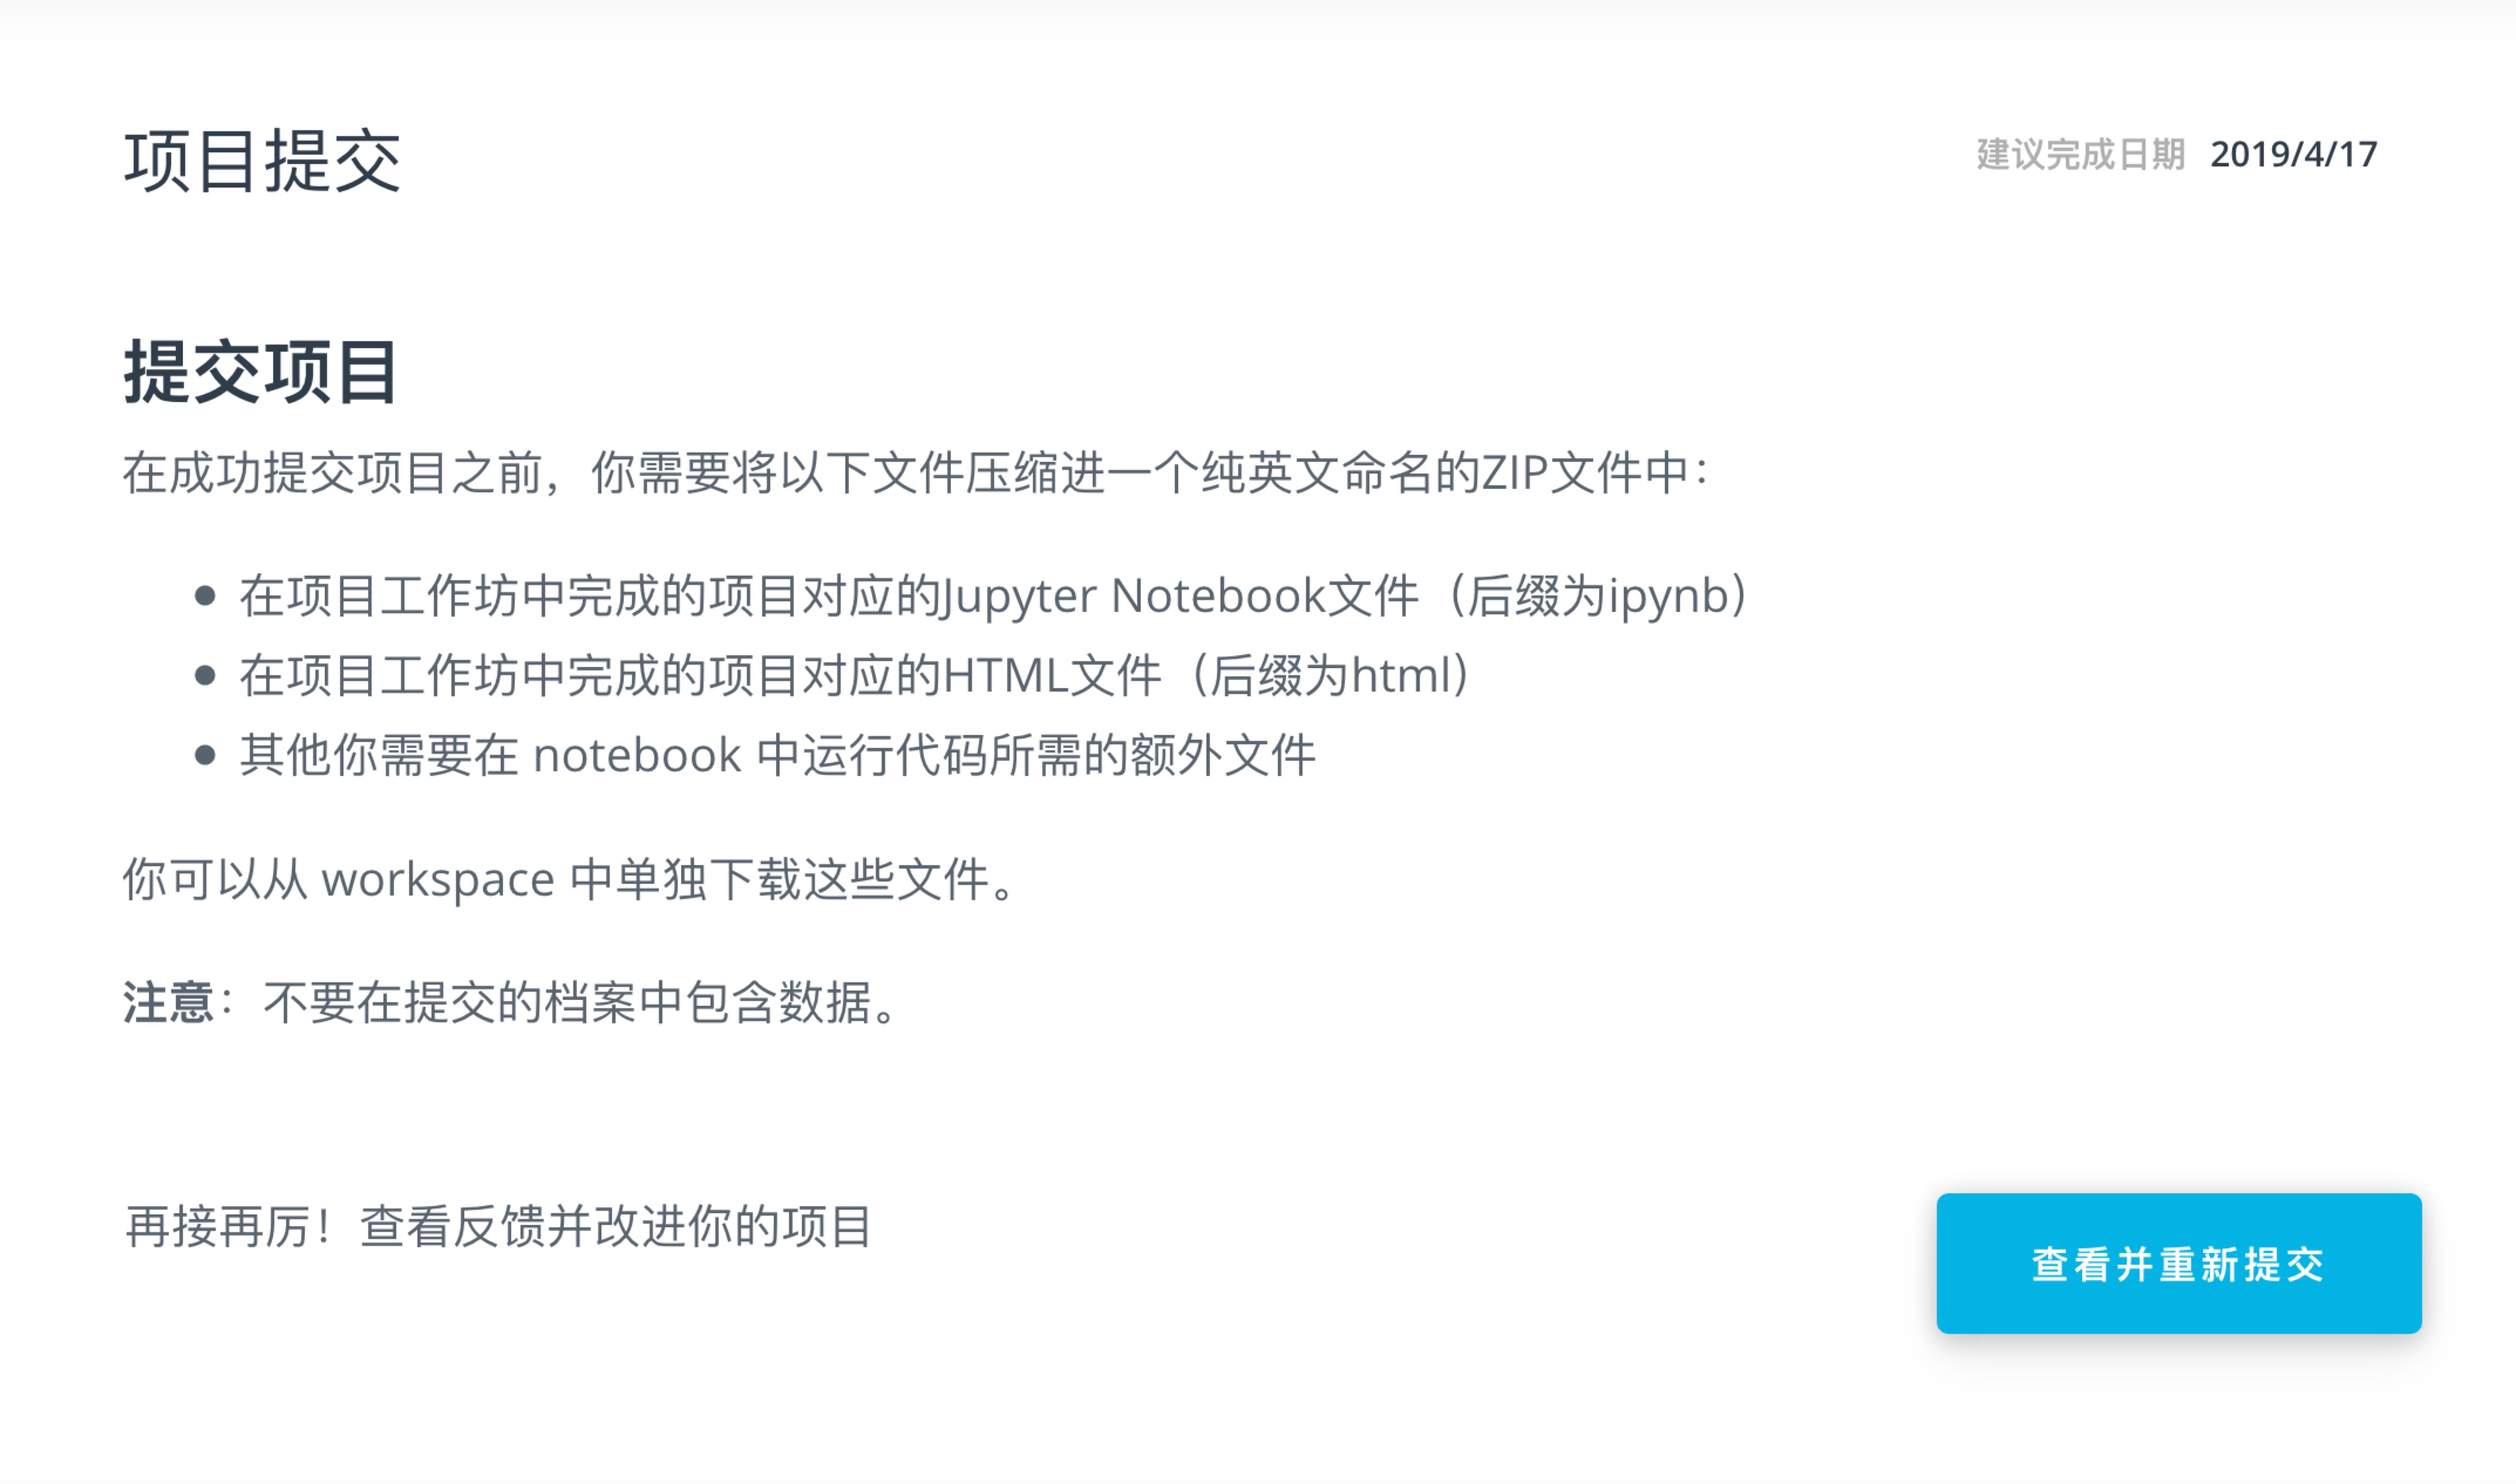 项目提交
建议完成日期 2019/4/17
提交项目
在成功提交项目之前，你需要将以下文件压缩进一个纯英文命名的ZIP文件中：
在项目工作坊中完成的项目对应的Jupyter Notebook文件（后缀为ipynb）
在项目工作坊中完成的项目对应的HTML文件（后缀为html）
其他你需要在 notebook 中运行代码所需的额外文件
你可以从 workspace 中单独下载这些文件。
注意：不要在提交的档案中包含数据。
再接再厉！查看反馈并改进你的项目
查看并重新提交